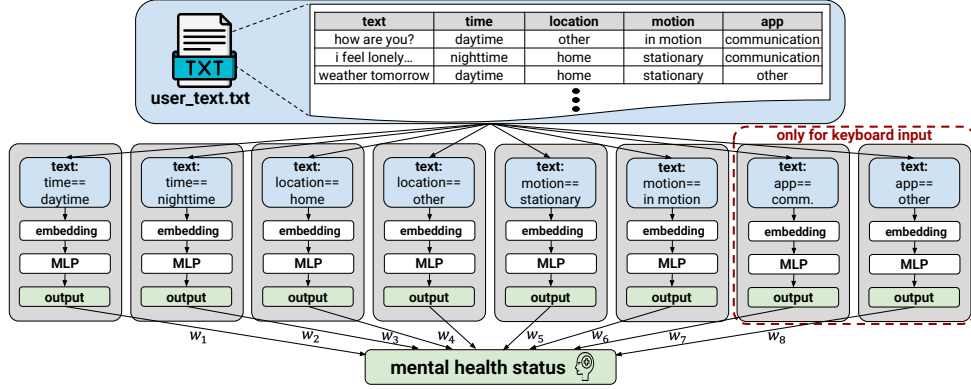 text time location motion app
how are you? daytime other in motion communication
i feel lonely... nighttime home stationary communication
weather tomorrow daytime home stationary other
TXT
user_text.txt
only for keyboard input
text: text: text: text: text: text: text: text:
time== time== location== location== motion== motion== app== app==
daytime nighttime home other stationary in motion comm. other
embedding embedding embedding embedding embedding embedding embedding embedding
MLP MLP MLP MLP MLP MLP MLP MLP
output output output output output output output output
w₁ w₂ w₃ w₄ w₅ w₆ w₇ w₈
mental health status